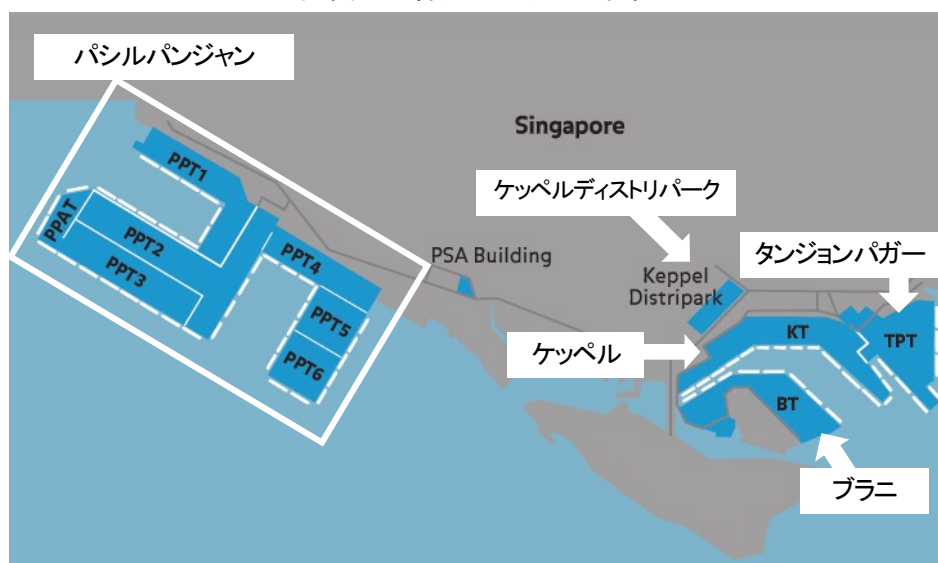 パシルパンジャン
Singapore
PPT1
ケッペルディストリパーク
PPAT
PPT2
PPT3
PPT4
PSA Building
タンジョンパガー
Keppel
Distripark
PPT5
PPT6
ケッペル
KT
TPT
BT
ブラニ